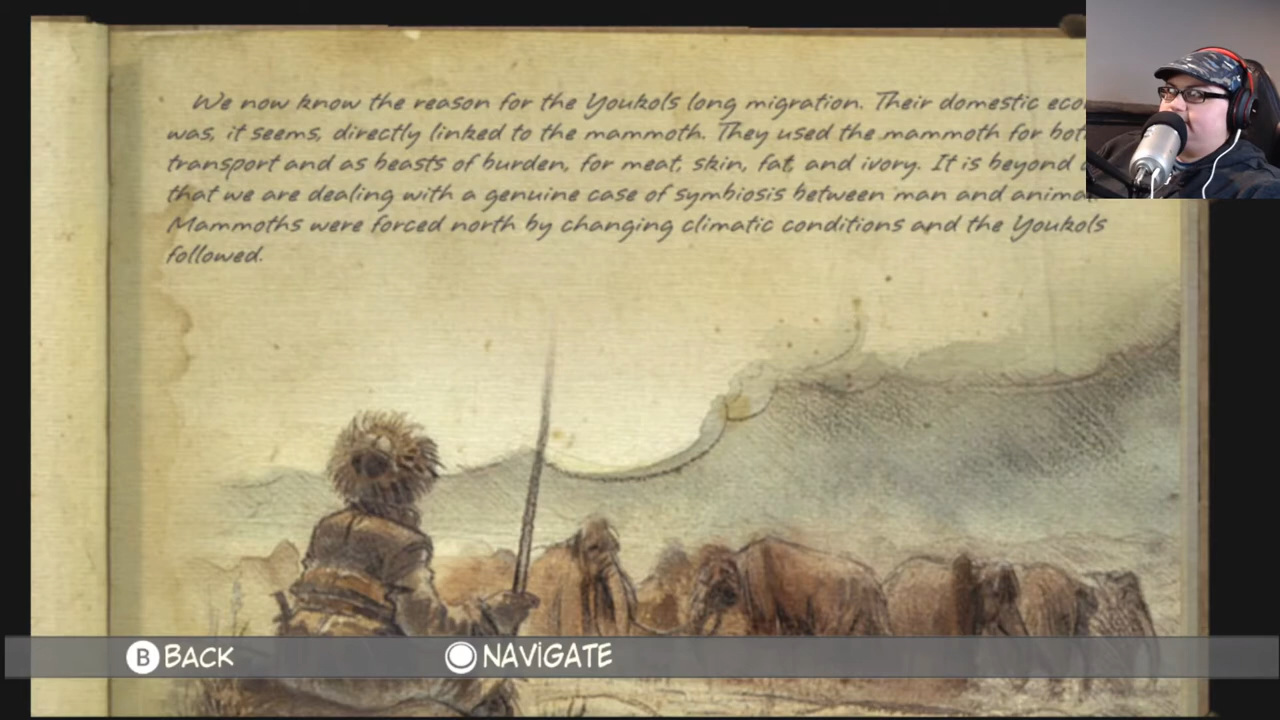 We now know the reason for the Youkols long migration. Their domestic
was, it seems, directly linked to the mammoth. They used the mammoth for
transport and as beasts of burden, for meat, skin, fat, and ivory. It is beyond
that we are dealing with a genuine case of symbiosis between man and
Mammoths were forced north by changing climatic conditions and the Youkols
followed.
B BACK
NAVIGATE